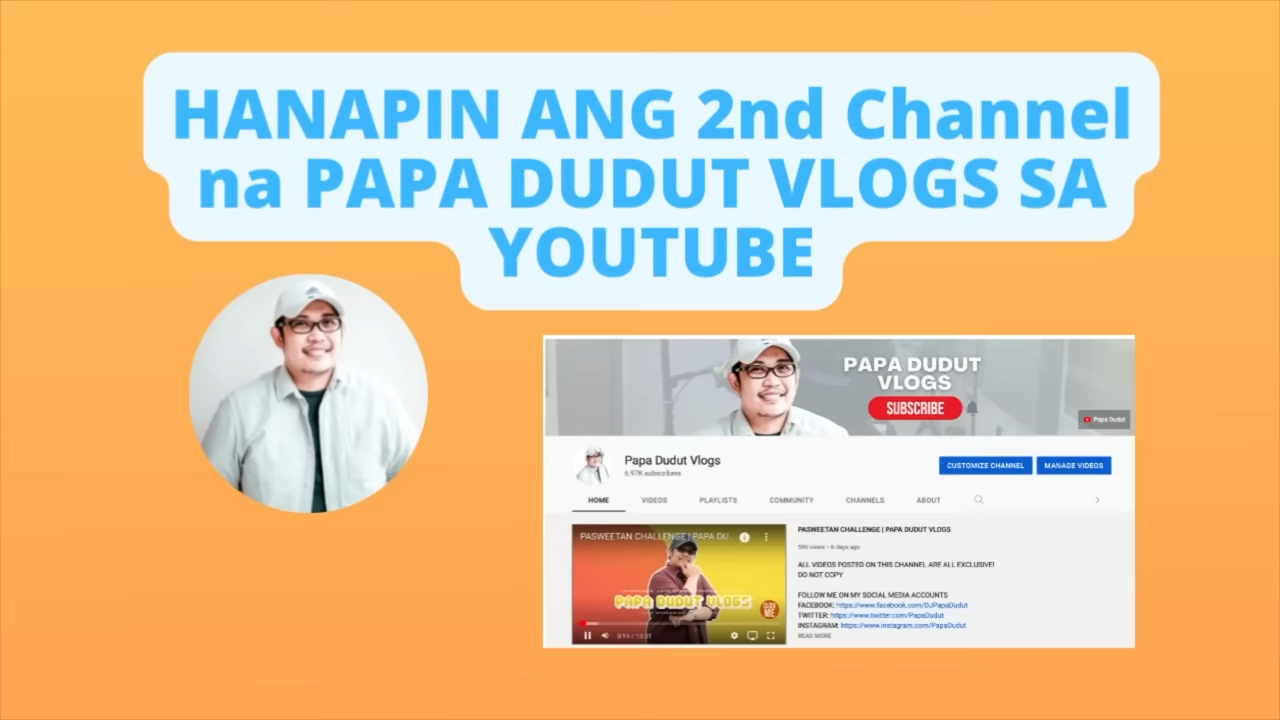 HANAPIN ANG 2nd Channel
na PAPA DUDUT VLOGS SA
YOUTUBE
PAPA DUDUT
VLOGS
SUBSCRIBE
Papa Dudut
Papa Dudut Vlogs
6.97K subscribers
CUSTOMIZE CHANNEL
MANAGE VIDEOS
HOME VIDEOS PLAYLISTS COMMUNITY CHANNELS ABOUT
PASWEETAN CHALLENGE | PAPA DU...
PAPA DUDUT VLOGS
PASWEETAN CHALLENGE | PAPA DUDUT VLOGS
views • 6 days ago
ALL VIDEOS POSTED ON THIS CHANNEL ARE ALL EXCLUSIVE!
DO NOT COPY
FOLLOW ME ON MY SOCIAL MEDIA ACCOUNTS
FACEBOOK: https://www.facebook.com/DJPapaDudut
TWITTER: https://www.twitter.com/PapaDudut
INSTAGRAM: https://www.instagram.com/PapaDudut
READ MORE